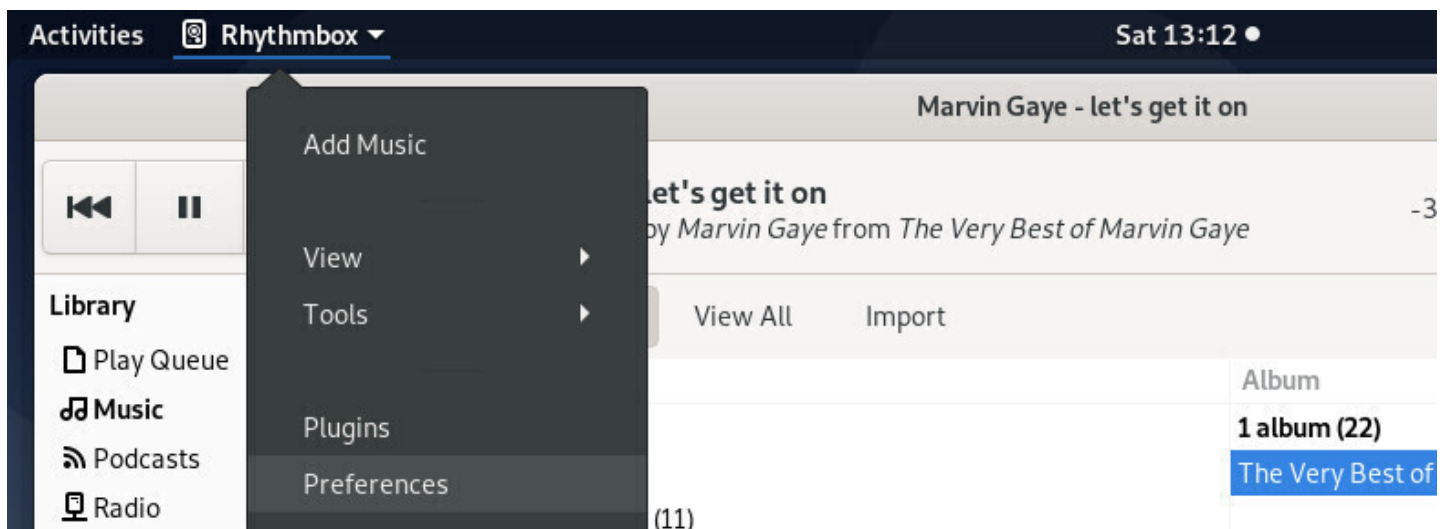 Activities Rhythmbox Sat 13:12
Marvin Gaye - let's get it on
Add Music
let's get it on
by Marvin Gaye from The Very Best of Marvin Gaye
-3
View
Tools
View All Import
Library
Play Queue
Music
Podcasts
Radio
Plugins
Preferences
Album
1 album (22)
The Very Best of
(11)